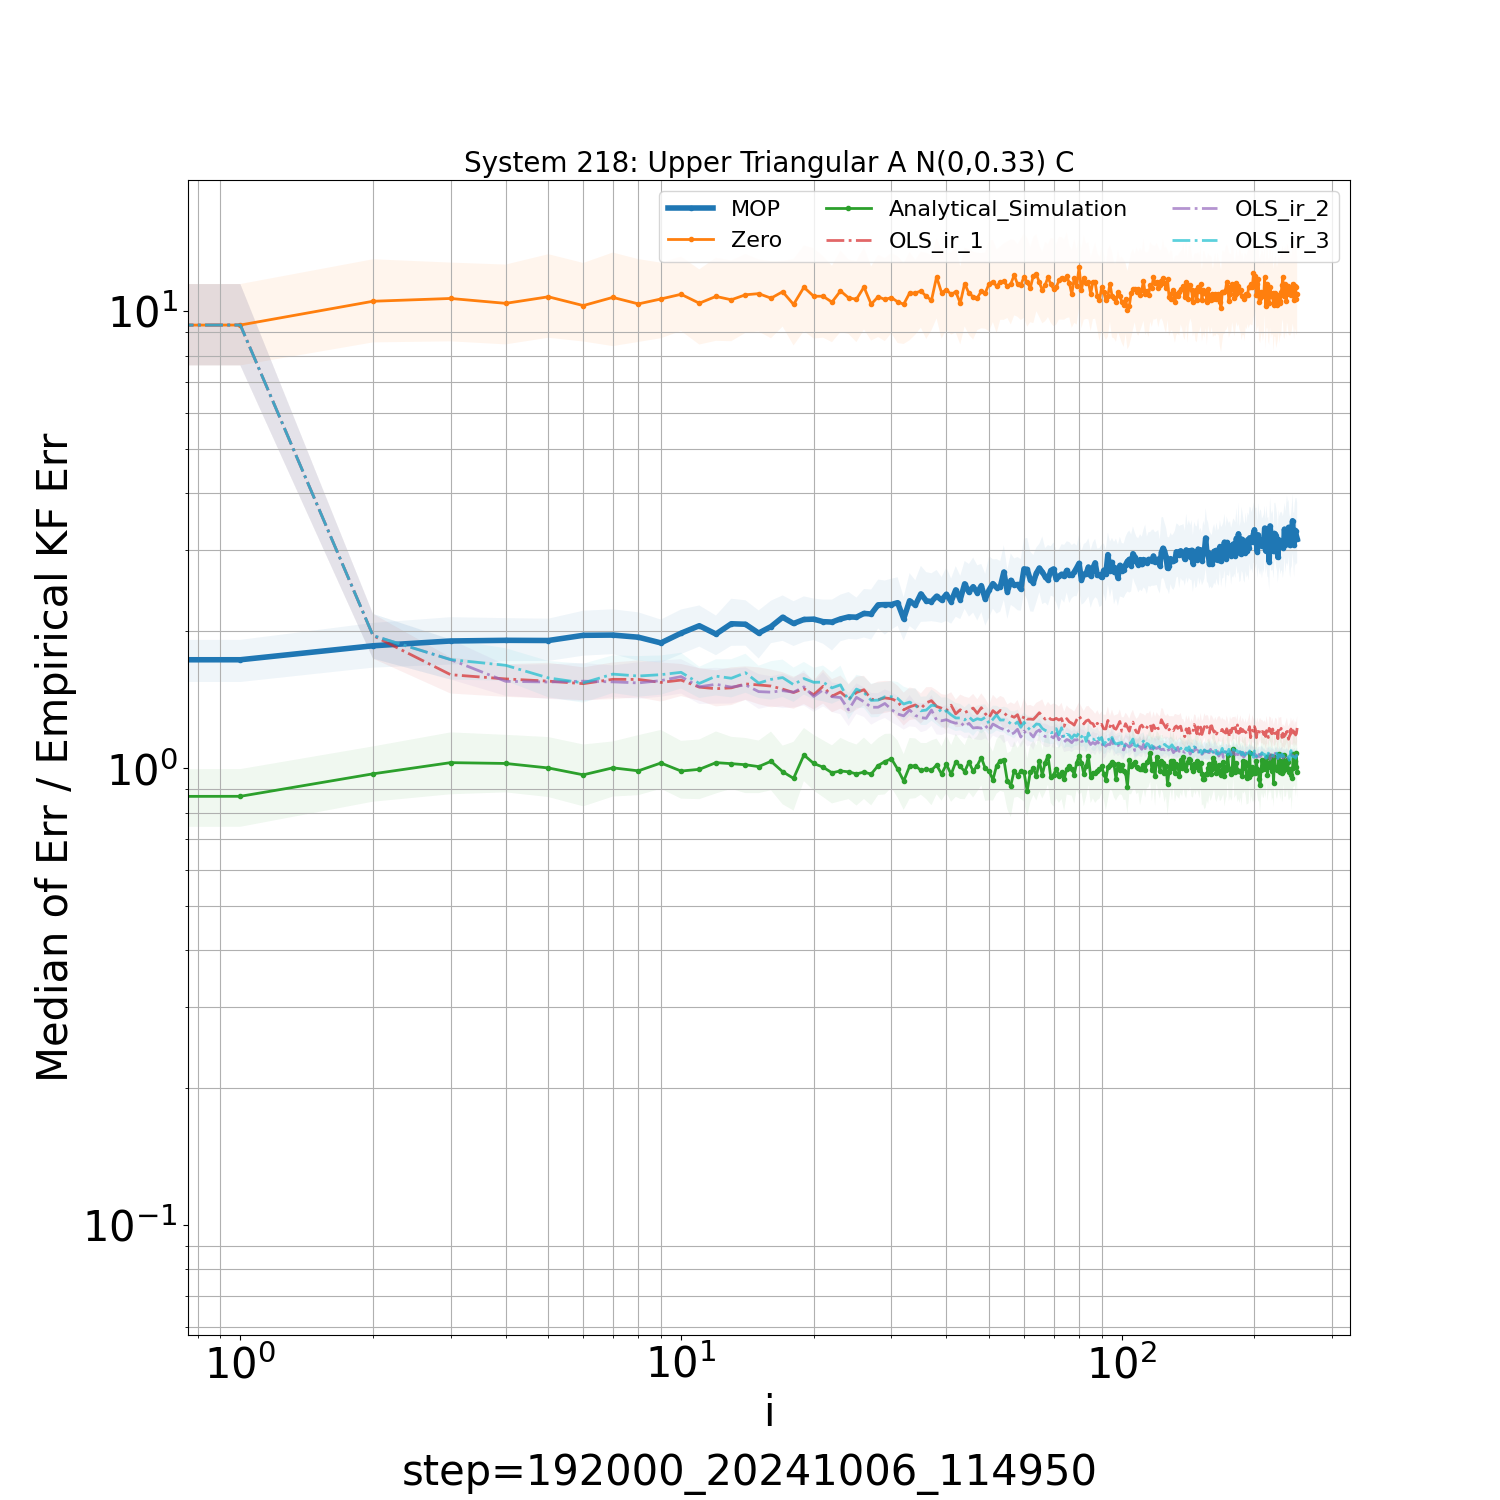 System 218: Upper Triangular A N(0,0.33) C
MOP
Zero
Analytical_Simulation
OLS_ir_1
OLS_ir_2
OLS_ir_3
Median of Err / Empirical KF Err
10¹
10⁰
10⁻¹
10⁰ 10¹ 10²
i
step=192000_20241006_114950